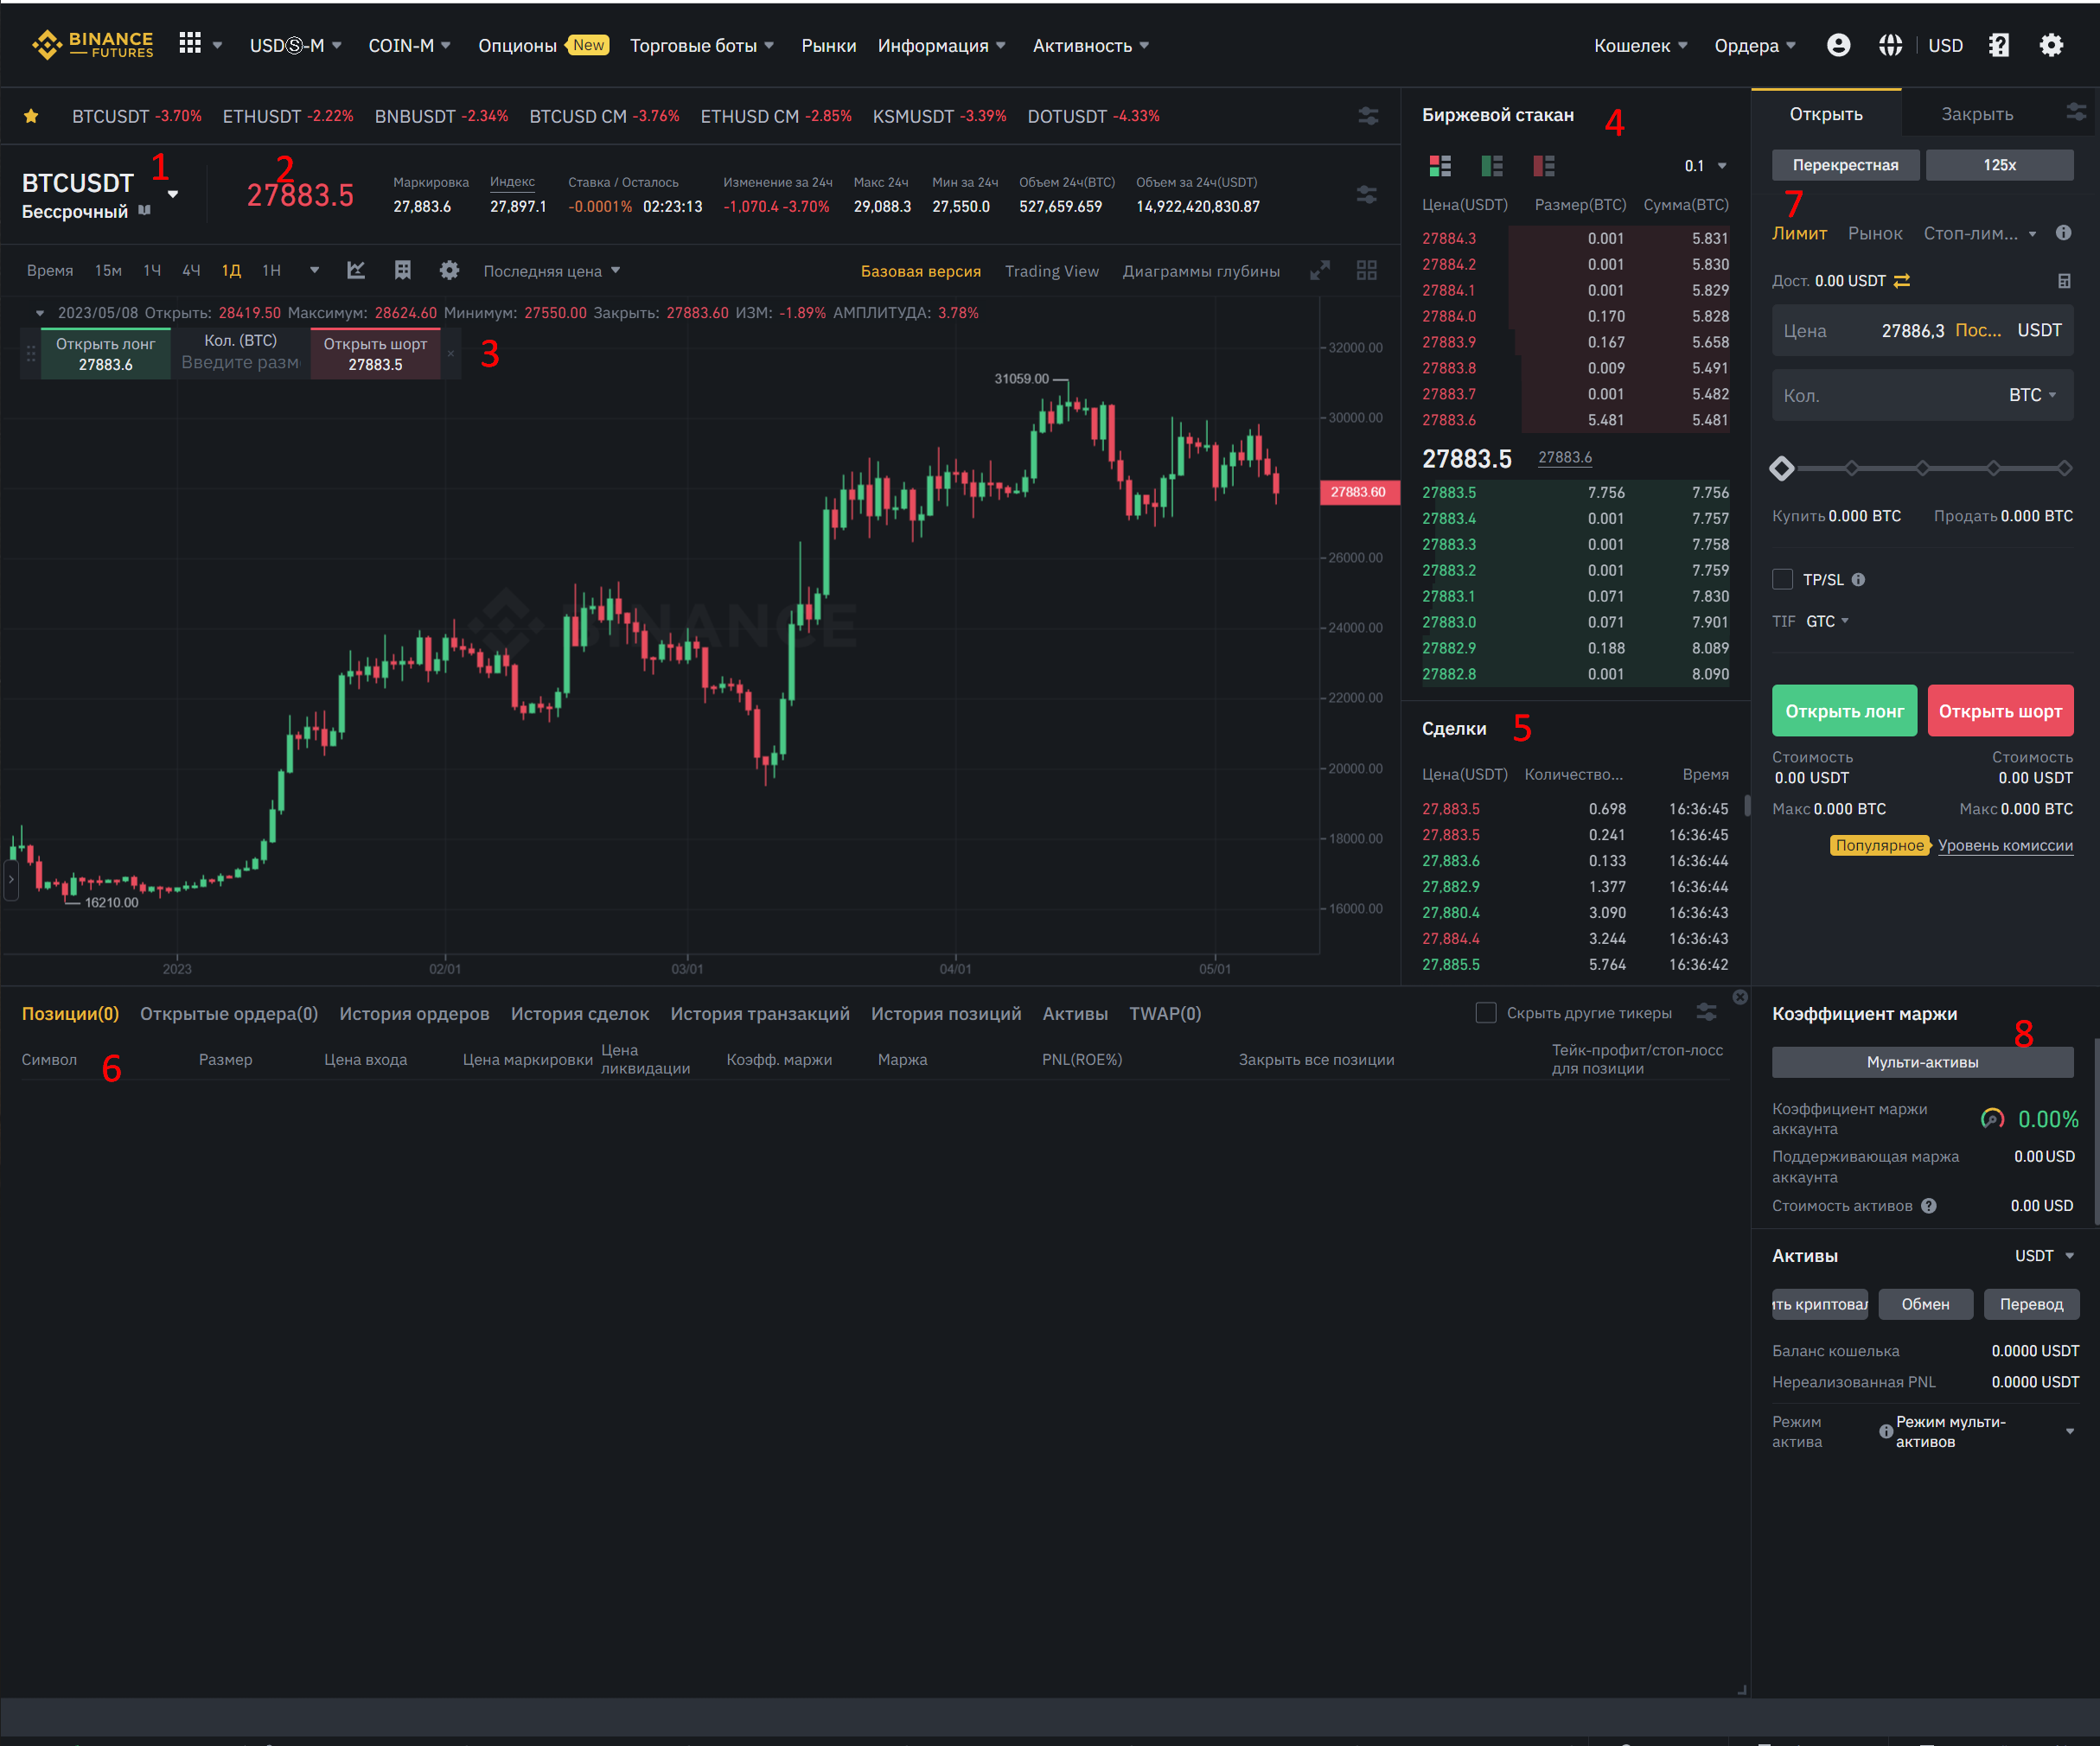 BINANCE FUTURES USDⓈ-M COIN-M Опционы New Торговые боты Рынки Информация Активность Кошелек Ордера USD
BTCUSDT -3.70% ETHUSDT -2.22% BNBUSDT -2.34% BTCUSD CM -3.76% ETHUSD CM -2.85% KSMUSDT -3.39% DOTUSDT -4.33%
BTCUSDT 1
Бессрочный
2
27883.5
Маркировка Индекс Ставка / Осталось Изменение за 24ч Макс 24ч Мин за 24ч Объем 24ч(BTC) Объем за 24ч(USDT)
27,883.6 27,897.1 -0.0001% 02:23:13 -1,070.4 -3.70% 29,088.3 27,550.0 527,659.659 14,922,420,830.87
Время 15м 1Ч 4Ч 1Д 1Н Последняя цена Базовая версия Trading View Диаграммы глубины
2023/05/08 Открыть: 28419.50 Максимум: 28624.60 Минимум: 27550.00 Закрыть: 27883.60 ИЗМ: -1.89% АМПЛИТУДА: 3.78%
Открыть лонг Кол. (BTC) Открыть шорт 3
27883.6 Введите разм 27883.5
32000.00
31059.00
30000.00
27883.60
26000.00
24000.00
22000.00
20000.00
18000.00
16000.00
16210.00
BINANCE
2023 02/01 03/01 04/01 05/01
Биржевой стакан 4
0.1
Цена(USDT) Размер(BTC) Сумма(BTC)
27884.3 0.001 5.831
27884.2 0.001 5.830
27884.1 0.001 5.829
27884.0 0.170 5.828
27883.9 0.167 5.658
27883.8 0.009 5.491
27883.7 0.001 5.482
27883.6 5.481 5.481
27883.5 27883.6
27883.5 7.756 7.756
27883.4 0.001 7.757
27883.3 0.001 7.758
27883.2 0.001 7.759
27883.1 0.071 7.830
27883.0 0.071 7.901
27882.9 0.188 8.089
27882.8 0.001 8.090
Сделки 5
Цена(USDT) Количество... Время
27,883.5 0.698 16:36:45
27,883.5 0.241 16:36:45
27,883.6 0.133 16:36:44
27,882.9 1.377 16:36:44
27,880.4 3.090 16:36:43
27,884.4 3.244 16:36:43
27,885.5 5.764 16:36:42
Открыть Закрыть
Перекрестная 125x
7
Лимит Рынок Стоп-лим...
Дост. 0.00 USDT
Цена 27886,3 Пос... USDT
Кол. BTC
Купить 0.000 BTC Продать 0.000 BTC
TP/SL
TIF GTC
Открыть лонг Открыть шорт
Стоимость Стоимость
0.00 USDT 0.00 USDT
Макс 0.000 BTC Макс 0.000 BTC
Популярное Уровень комиссии
Позиции(0) Открытые ордера(0) История ордеров История сделок История транзакций История позиций Активы TWAP(0) Скрыть другие тикеры
Символ 6 Размер Цена входа Цена маркировки Цена ликвидации Коэфф. маржи Маржа PNL(ROE%) Закрыть все позиции Тейк-профит/стоп-лосс для позиции
Коэффициент маржи
8
Мульти-активы
Коэффициент маржи
аккаунта 0.00%
Поддерживающая маржа 0.00 USD
аккаунта
Стоимость активов 0.00 USD
Активы USDT
ить криптовал Обмен Перевод
Баланс кошелька 0.0000 USDT
Нереализованная PNL 0.0000 USDT
Режим актива Режим мульти-активов